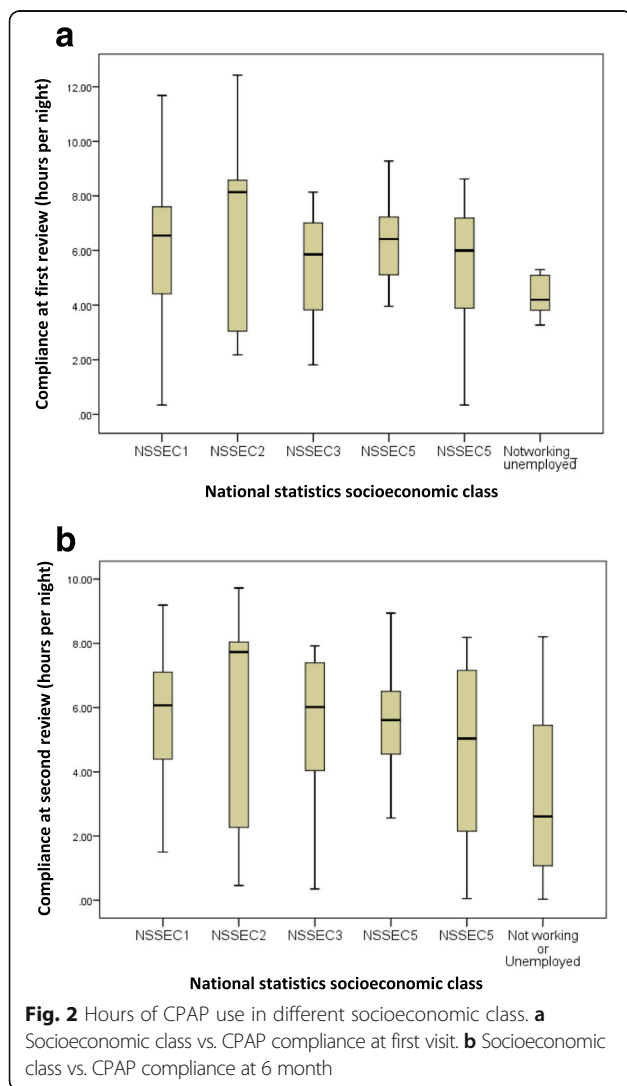 a
Compliance at first review (hours per night)
12.00
10.00
8.00
6.00
4.00
2.00
.00
NSSEC1 NSSEC2 NSSEC3 NSSEC5 NSSEC5 Notworking_
unemployed
National statistics socioeconomic class
b
Compliance at second review (hours per night)
10.00
8.00
6.00
4.00
2.00
.00
NSSEC1 NSSEC2 NSSEC3 NSSEC5 NSSEC5 Not working
or
Unemployed
National statistics socioeconomic class
Fig. 2 Hours of CPAP use in different socioeconomic class. a
Socioeconomic class vs. CPAP compliance at first visit. b Socioeconomic
class vs. CPAP compliance at 6 month